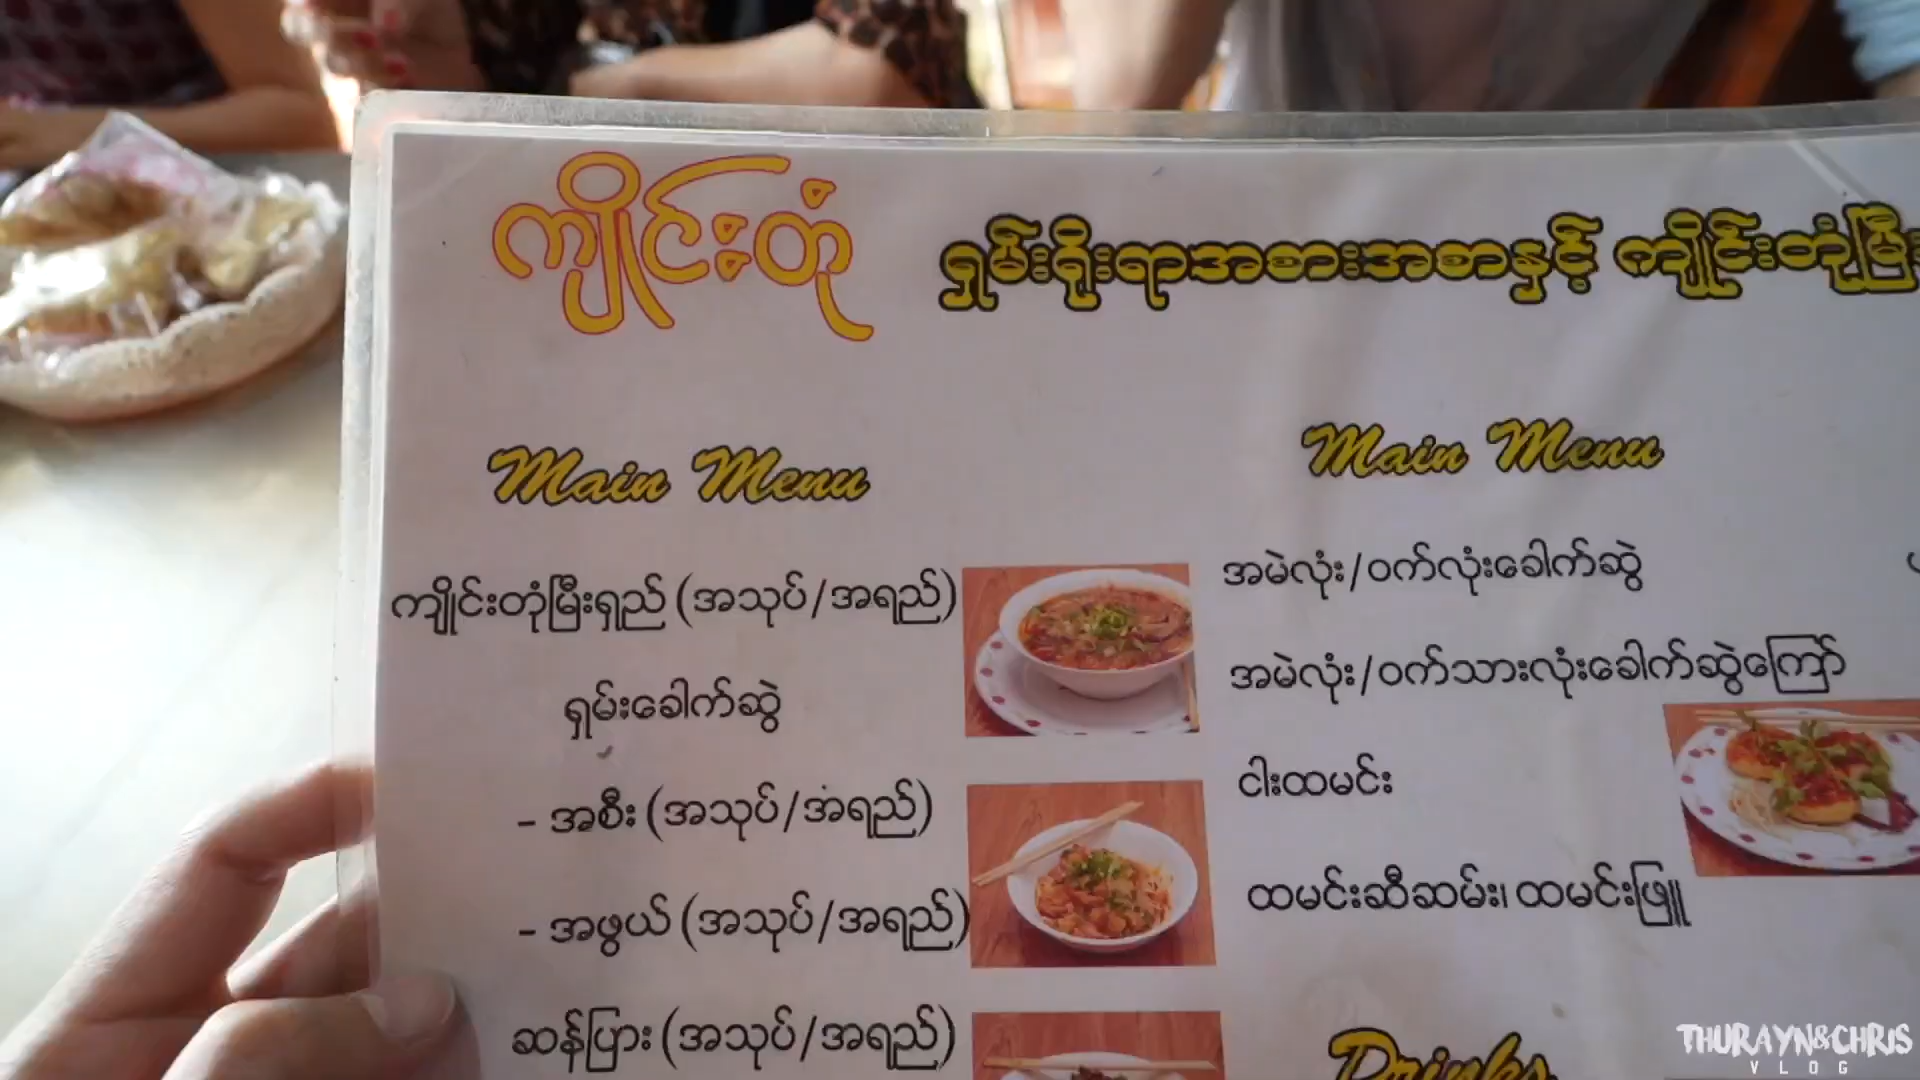 ကျိုင်းတုံ
ရှမ်းရိုးရာအစားအစာနှင့် ကျိုင်းတုံမြီး
Main Menu
ကျိုင်းတုံမြီးရှည် (အသုပ်/အရည်)
ရှမ်းခေါက်ဆွဲ
- အစီး (အသုပ်/အရည်)
- အဖွယ် (အသုပ်/အရည်)
ဆန်ပြား (အသုပ်/အရည်)
Main Menu
အမဲလုံး/ဝက်လုံးခေါက်ဆွဲ
အမဲလုံး/ဝက်သားလုံးခေါက်ဆွဲကြော်
ငါးထမင်း
ထမင်းဆီဆမ်း၊ ထမင်းဖြူ
Drinks
THURAYN&CHRIS
VLOG